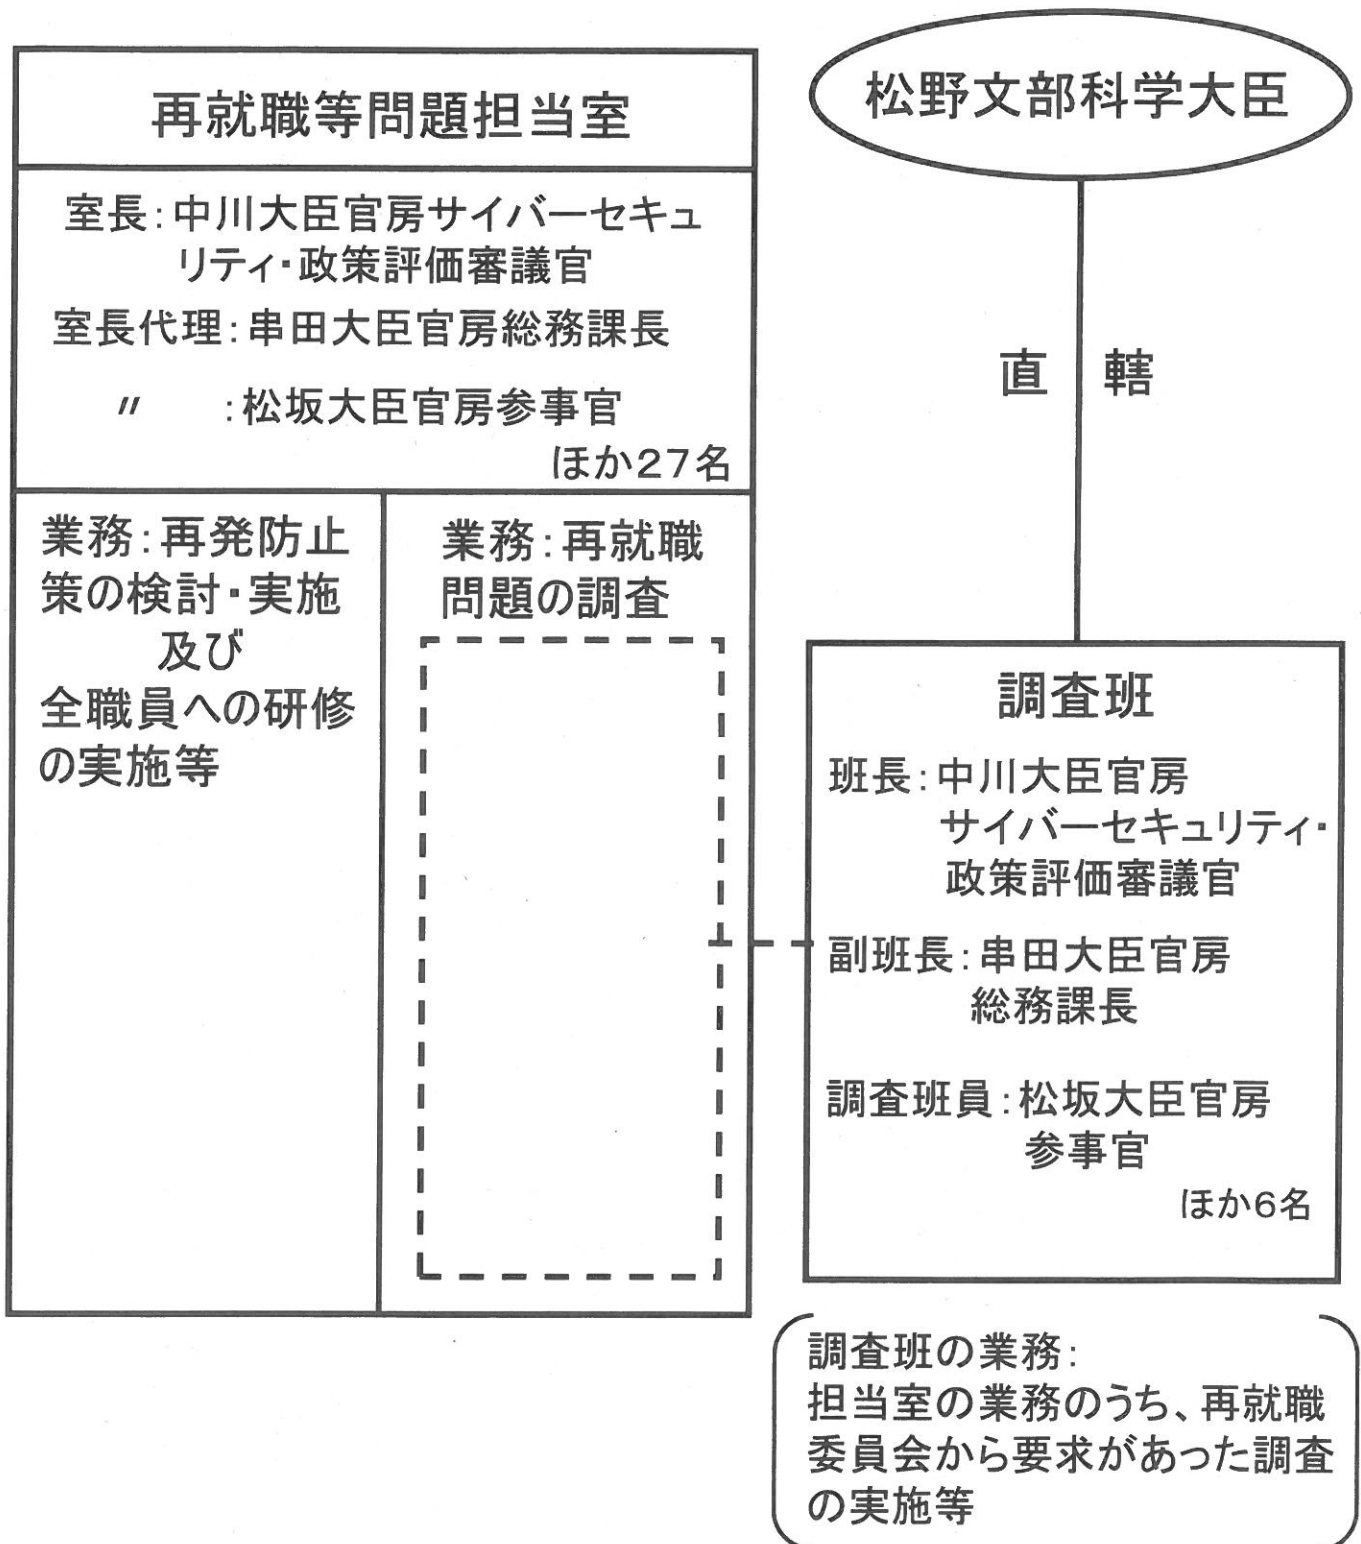 再就職等問題担当室
室長:中川大臣官房サイバーセキュ
リティ・政策評価審議官
室長代理:串田大臣官房総務課長
〃 :松坂大臣官房参事官
ほか27名
業務:再発防止
策の検討・実施
及び
全職員への研修
の実施等
業務:再就職
問題の調査
松野文部科学大臣
直 轄
調査班
班長:中川大臣官房
サイバーセキュリティ・
政策評価審議官
副班長:串田大臣官房
総務課長
調査班員:松坂大臣官房
参事官
ほか6名
調査班の業務:
担当室の業務のうち、再就職
委員会から要求があった調査
の実施等